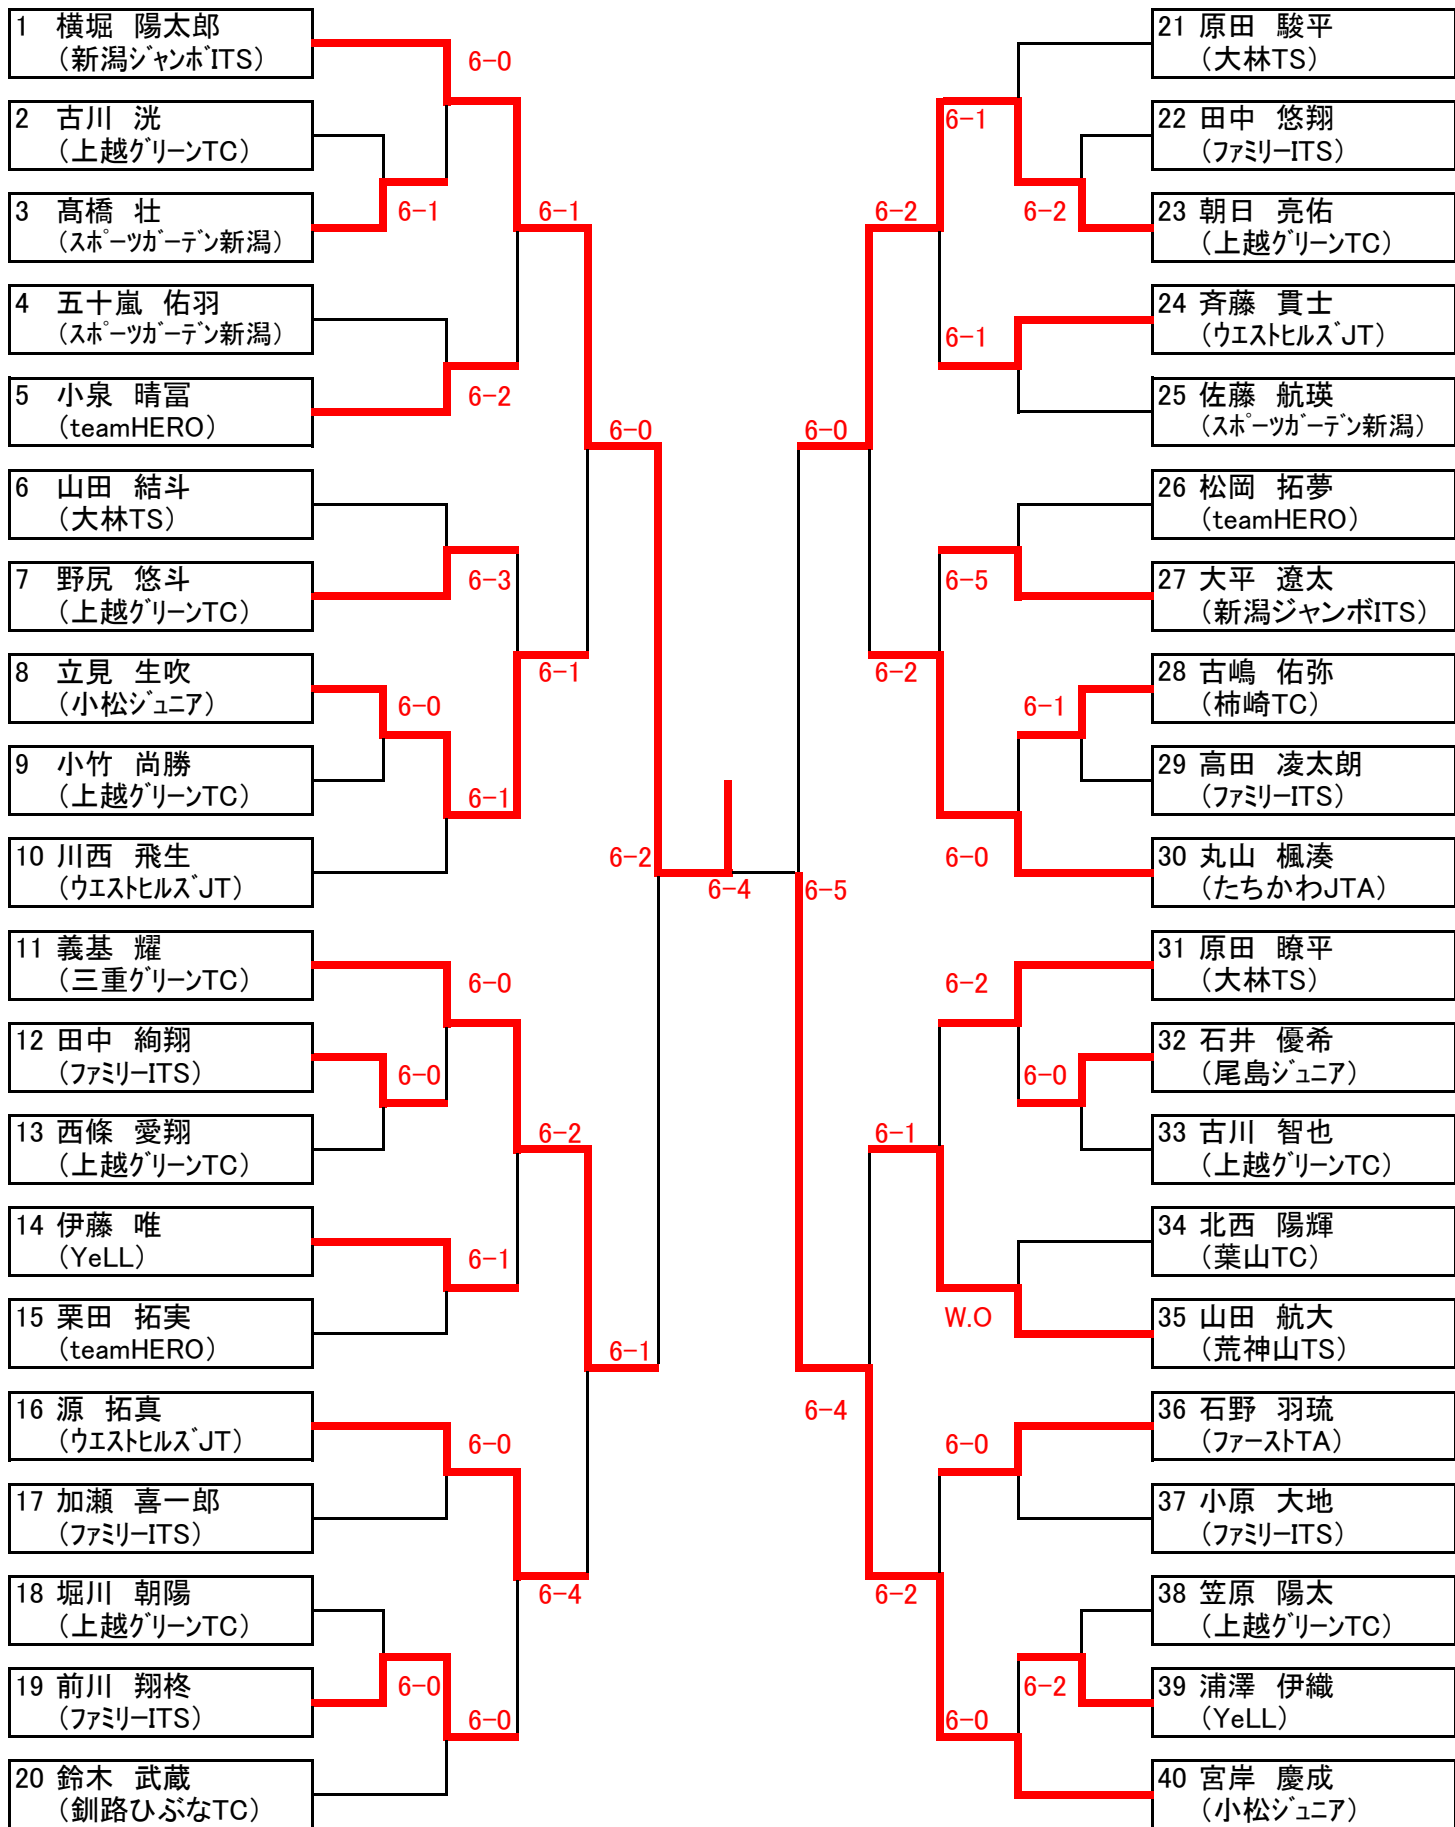 1 横堀 陽太郎
（新潟ｼﾞｬﾝﾎﾞITS）
6-0
2 古川 洸
（上越ｸﾞﾘｰﾝTC）
3 髙橋 壮
（ｽﾎﾟｰﾂｶﾞｰﾃﾞﾝ新潟）
6-1
6-1
4 五十嵐 佑羽
（ｽﾎﾟｰﾂｶﾞｰﾃﾞﾝ新潟）
5 小泉 晴冨
（teamHERO）
6-2
6-0
6 山田 結斗
（大林TS）
7 野尻 悠斗
（上越ｸﾞﾘｰﾝTC）
6-3
8 立見 生吹
（小松ｼﾞｭﾆｱ）
6-0
6-1
9 小竹 尚勝
（上越ｸﾞﾘｰﾝTC）
6-1
10 川西 飛生
（ｳｴｽﾄﾋﾙｽﾞJT）
6-2
6-4
11 義基 耀
（三重ｸﾞﾘｰﾝTC）
6-0
12 田中 絢翔
（ﾌｧﾐﾘｰITS）
6-0
13 西條 愛翔
（上越ｸﾞﾘｰﾝTC）
6-2
14 伊藤 唯
（YeLL）
6-1
15 栗田 拓実
（teamHERO）
6-1
16 源 拓真
（ｳｴｽﾄﾋﾙｽﾞJT）
6-0
17 加瀬 喜一郎
（ﾌｧﾐﾘｰITS）
18 堀川 朝陽
（上越ｸﾞﾘｰﾝTC）
6-4
19 前川 翔柊
（ﾌｧﾐﾘｰITS）
6-0
6-0
20 鈴木 武蔵
（釧路ひぶなTC）
21 原田 駿平
（大林TS）
6-1
22 田中 悠翔
（ﾌｧﾐﾘｰITS）
23 朝日 亮佑
（上越ｸﾞﾘｰﾝTC）
6-2
6-2
24 斉藤 貫士
（ｳｴｽﾄﾋﾙｽﾞJT）
6-1
25 佐藤 航瑛
（ｽﾎﾟｰﾂｶﾞｰﾃﾞﾝ新潟）
6-0
26 松岡 拓夢
（teamHERO）
27 大平 遼太
（新潟ジャンボITS）
6-5
28 古嶋 佑弥
（柿崎TC）
6-1
6-2
29 高田 凌太朗
（ﾌｧﾐﾘｰITS）
30 丸山 楓湊
（たちかわJTA）
6-0
6-5
31 原田 瞭平
（大林TS）
6-2
32 石井 優希
（尾島ｼﾞｭﾆｱ）
6-0
33 古川 智也
（上越ｸﾞﾘｰﾝTC）
6-1
34 北西 陽輝
（葉山TC）
35 山田 航大
（荒神山TS）
W.O
6-4
36 石野 羽琉
（ﾌｧｰｽﾄTA）
6-0
37 小原 大地
（ﾌｧﾐﾘｰITS）
38 笠原 陽太
（上越ｸﾞﾘｰﾝTC）
6-2
39 浦澤 伊織
（YeLL）
6-2
6-0
40 宮岸 慶成
（小松ｼﾞｭﾆｱ）